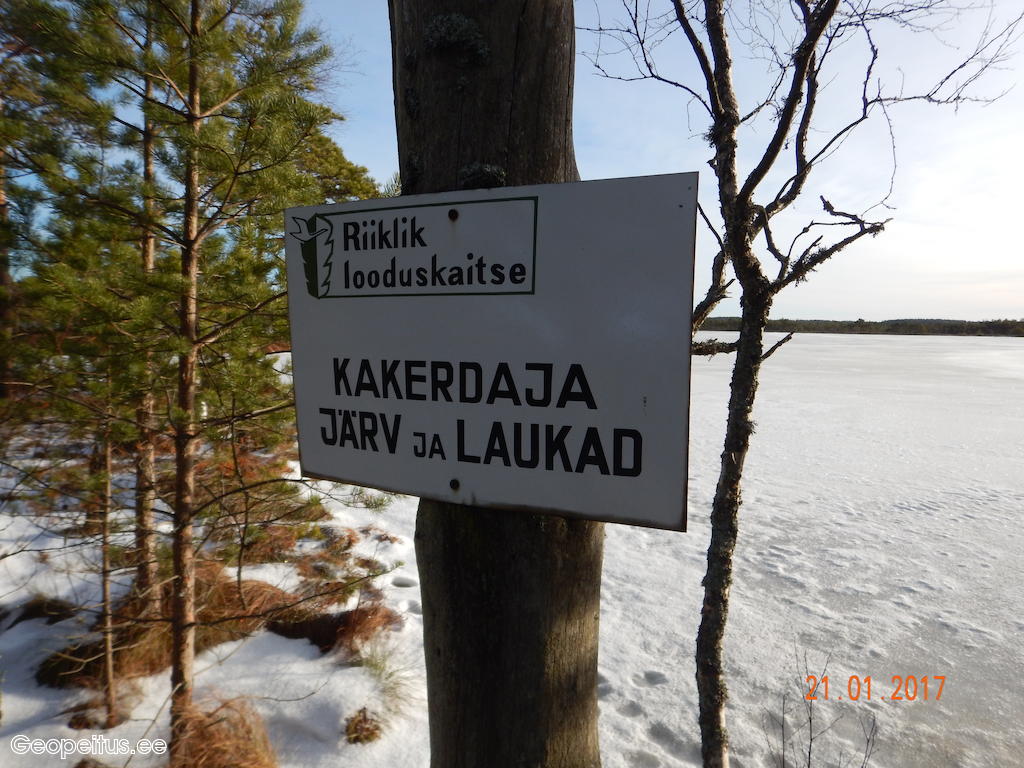 Riiklik
looduskaitse
KAKERDAJA
JÄRV JA LAUKAD
21.01.2017
Geopeitus.ee